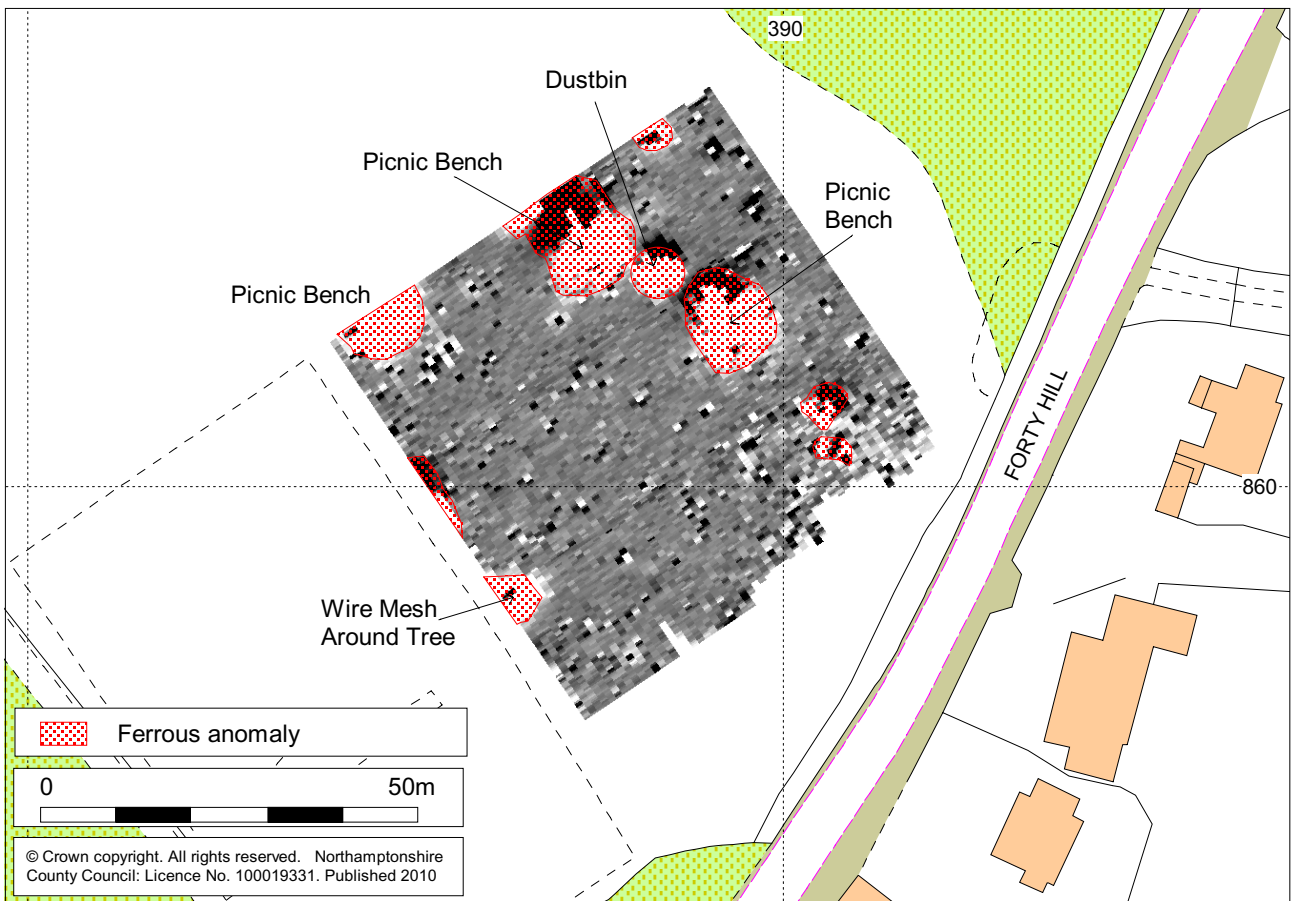 390
Dustbin
Picnic Bench
Picnic
Bench
Picnic Bench
FORTY HILL
860
Wire Mesh
Around Tree
Ferrous anomaly
0 50m
© Crown copyright. All rights reserved. Northamptonshire
County Council: Licence No. 100019331. Published 2010